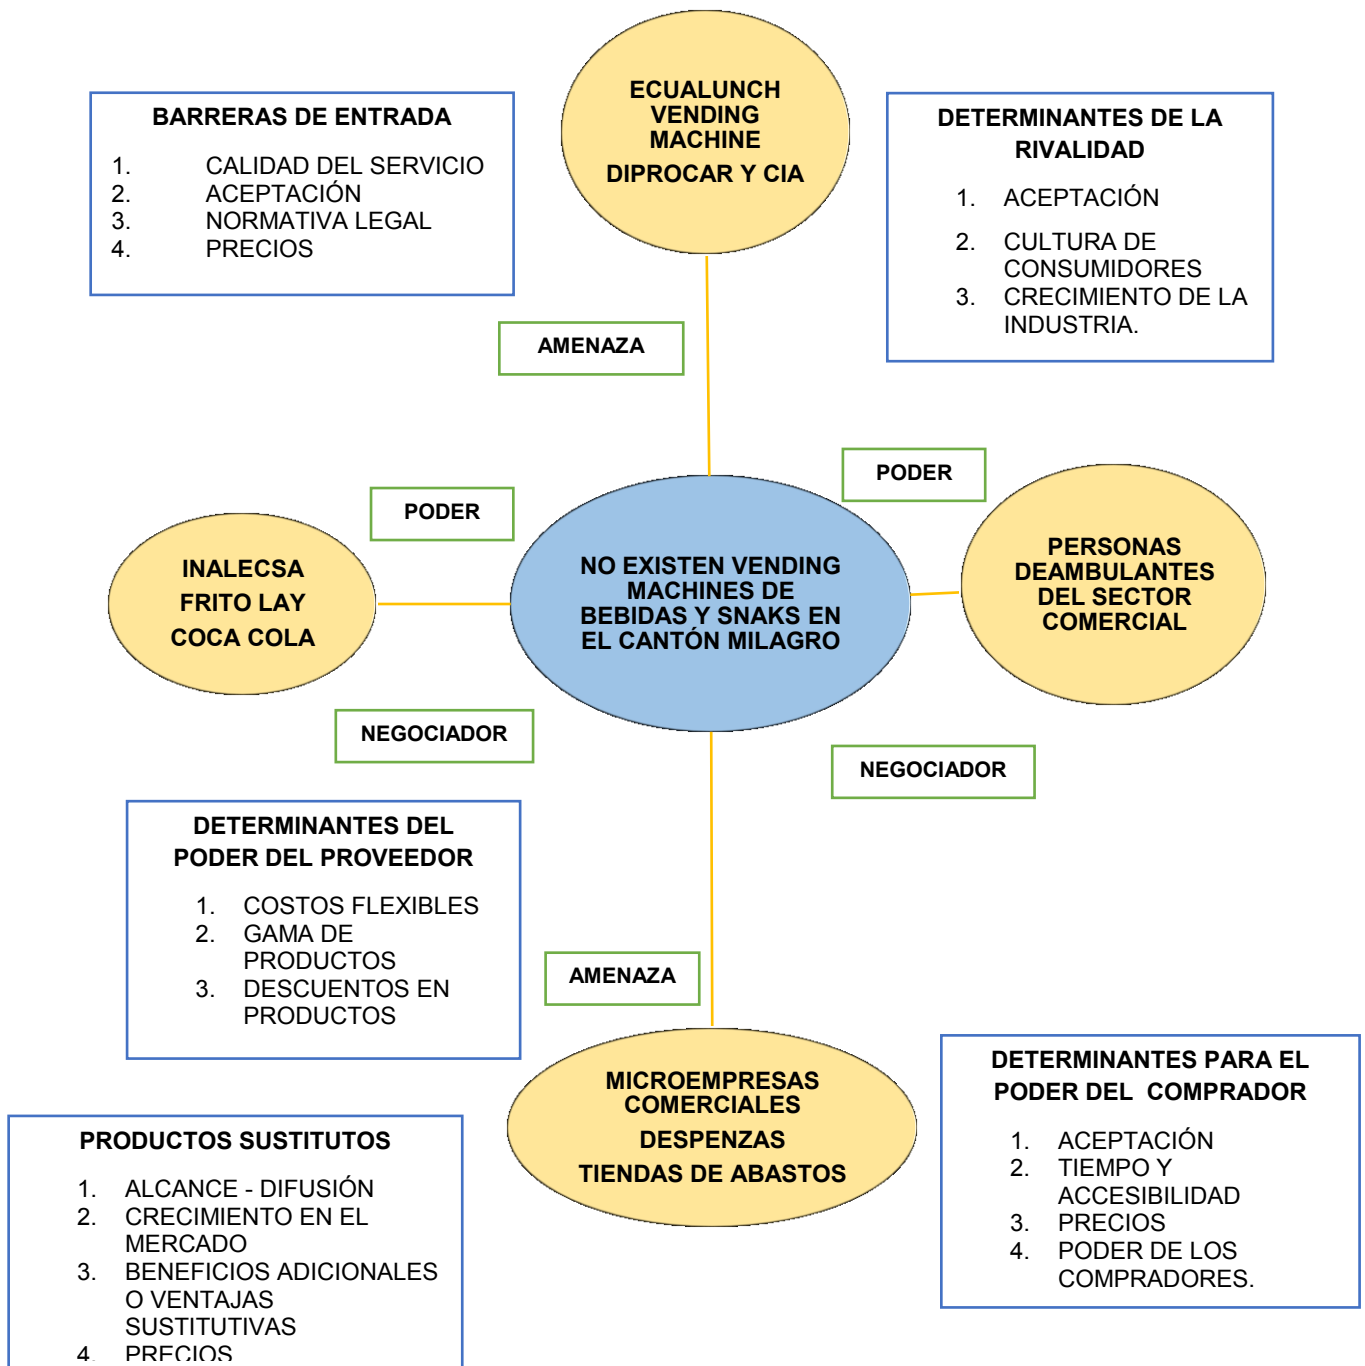 ECUALUNCH
VENDING
MACHINE
DIPROCAR Y CIA
BARRERAS DE ENTRADA
1. CALIDAD DEL SERVICIO
2. ACEPTACIÓN
3. NORMATIVA LEGAL
4. PRECIOS
DETERMINANTES DE LA
RIVALIDAD
1. ACEPTACIÓN
2. CULTURA DE
CONSUMIDORES
3. CRECIMIENTO DE LA
INDUSTRIA.
AMENAZA
PODER
PODER
INALECSA
FRITO LAY
COCA COLA
NO EXISTEN VENDING
MACHINES DE
BEBIDAS Y SNAKS EN
EL CANTÓN MILAGRO
PERSONAS
DEAMBULANTES
DEL SECTOR
COMERCIAL
NEGOCIADOR
NEGOCIADOR
DETERMINANTES DEL
PODER DEL PROVEEDOR
1. COSTOS FLEXIBLES
2. GAMA DE
PRODUCTOS
3. DESCUENTOS EN
PRODUCTOS
AMENAZA
MICROEMPRESAS
COMERCIALES
DESPENZAS
TIENDAS DE ABASTOS
DETERMINANTES PARA EL
PODER DEL COMPRADOR
1. ACEPTACIÓN
2. TIEMPO Y
ACCESIBILIDAD
3. PRECIOS
4. PODER DE LOS
COMPRADORES.
PRODUCTOS SUSTITUTOS
1. ALCANCE - DIFUSIÓN
2. CRECIMIENTO EN EL
MERCADO
3. BENEFICIOS ADICIONALES
O VENTAJAS
SUSTITUTIVAS
4. PRECIOS